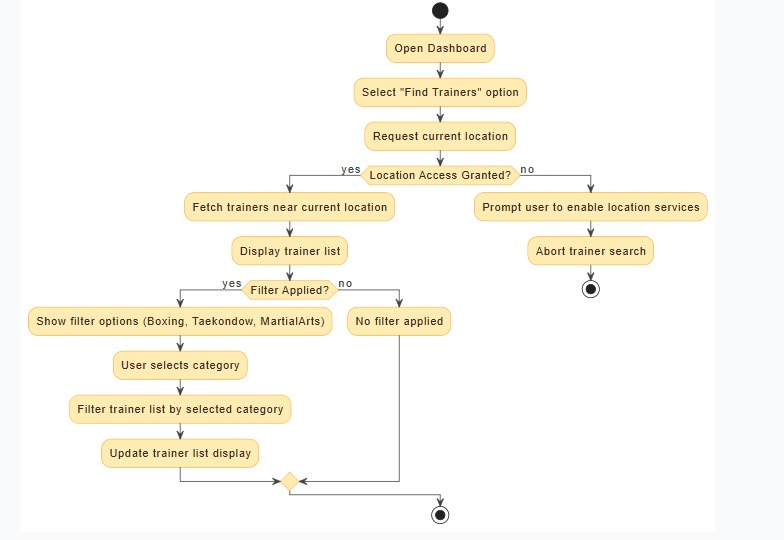 Open Dashboard
Select "Find Trainers" option
Request current location
yes
Location Access Granted?
no
Fetch trainers near current location
Prompt user to enable location services
Display trainer list
Abort trainer search
yes
Filter Applied?
no
Show filter options (Boxing, Taekondow, MartialArts)
No filter applied
User selects category
Filter trainer list by selected category
Update trainer list display